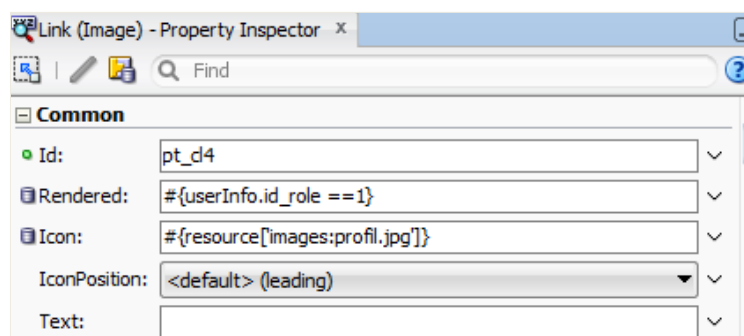 Link (Image) - Property Inspector x
Find
Common
Id: pt_cl4
Rendered: #{userInfo.id_role ==1}
Icon: #{resource['images:profil.jpg']}
IconPosition: <default> (leading)
Text: